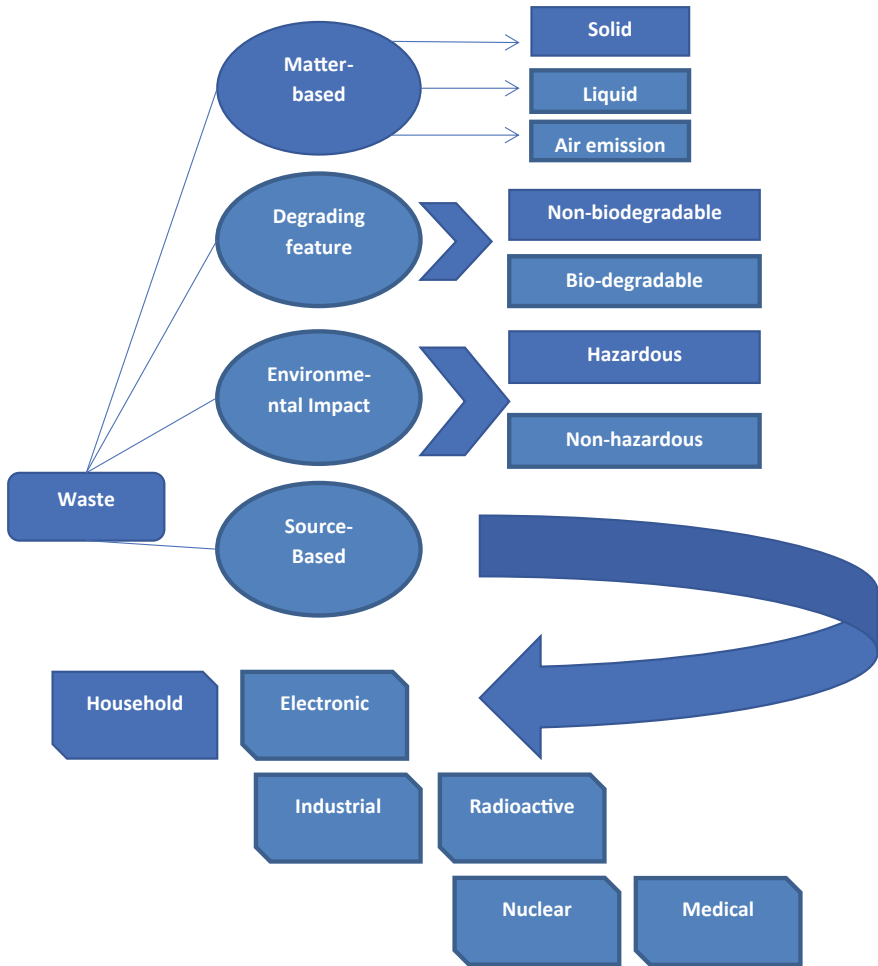 Matter-
based
Solid
Liquid
Air emission
Degrading
feature
Non-biodegradable
Bio-degradable
Environme-
ntal Impact
Hazardous
Non-hazardous
Waste
Source-
Based
Household
Electronic
Industrial
Radioactive
Nuclear
Medical